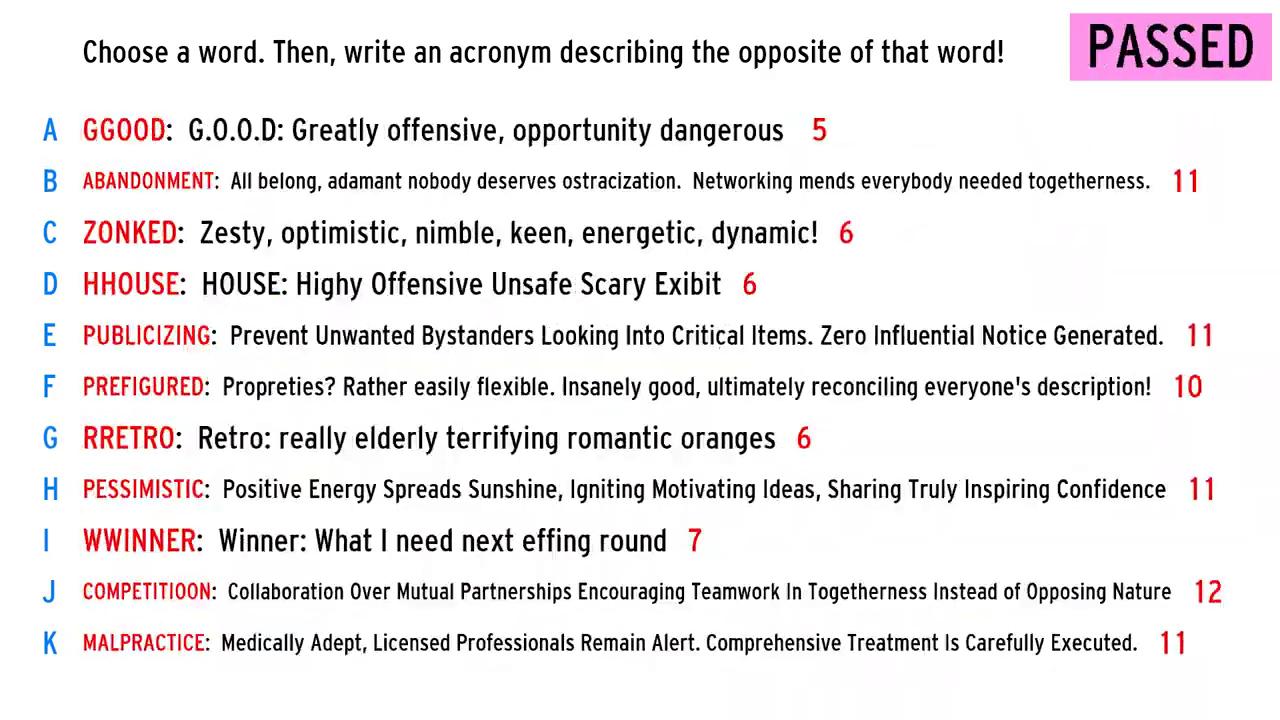 Choose a word. Then, write an acronym describing the opposite of that word!
PASSED
A GGOOD: G.O.O.D: Greatly offensive, opportunity dangerous 5
B ABANDONMENT: All belong, adamant nobody deserves ostracization. Networking mends everybody needed togetherness. 11
C ZONKED: Zesty, optimistic, nimble, keen, energetic, dynamic! 6
D HHOUSE: HOUSE: Highy Offensive Unsafe Scary Exibit 6
E PUBLICIZING: Prevent Unwanted Bystanders Looking Into Critical Items. Zero Influential Notice Generated. 11
F PREFIGURED: Propreties? Rather easily flexible. Insanely good, ultimately reconciling everyone's description! 10
G RRETRO: Retro: really elderly terrifying romantic oranges 6
H PESSIMISTIC: Positive Energy Spreads Sunshine, Igniting Motivating Ideas, Sharing Truly Inspiring Confidence 11
I WWINNER: Winner: What I need next effing round 7
J COMPETITIOON: Collaboration Over Mutual Partnerships Encouraging Teamwork In Togetherness Instead of Opposing Nature 12
K MALPRACTICE: Medically Adept, Licensed Professionals Remain Alert. Comprehensive Treatment Is Carefully Executed. 11